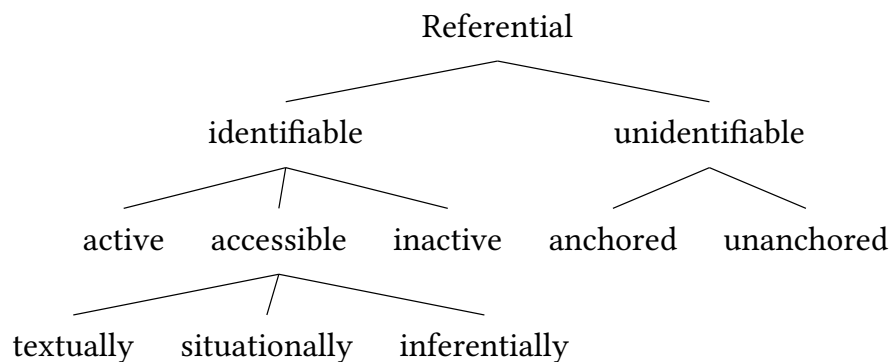 Referential
identifiable unidentifiable
active accessible inactive anchored unanchored
textually situationally inferentially